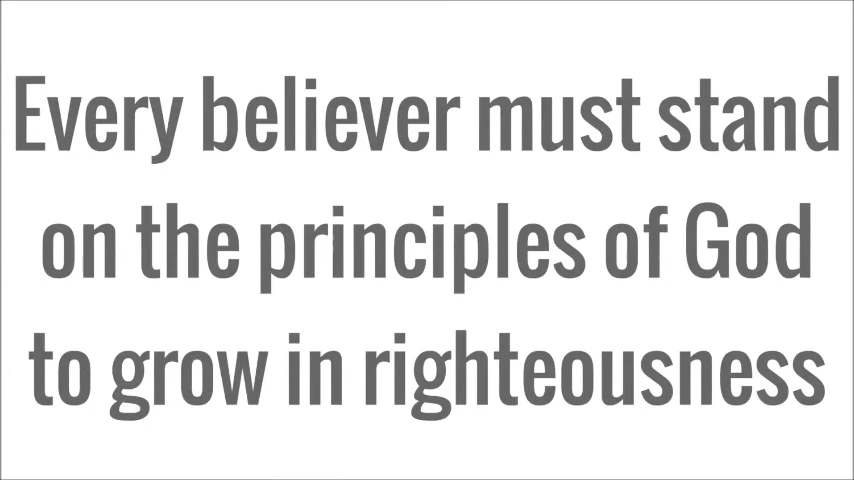 Every believer must stand
on the principles of God
to grow in righteousness